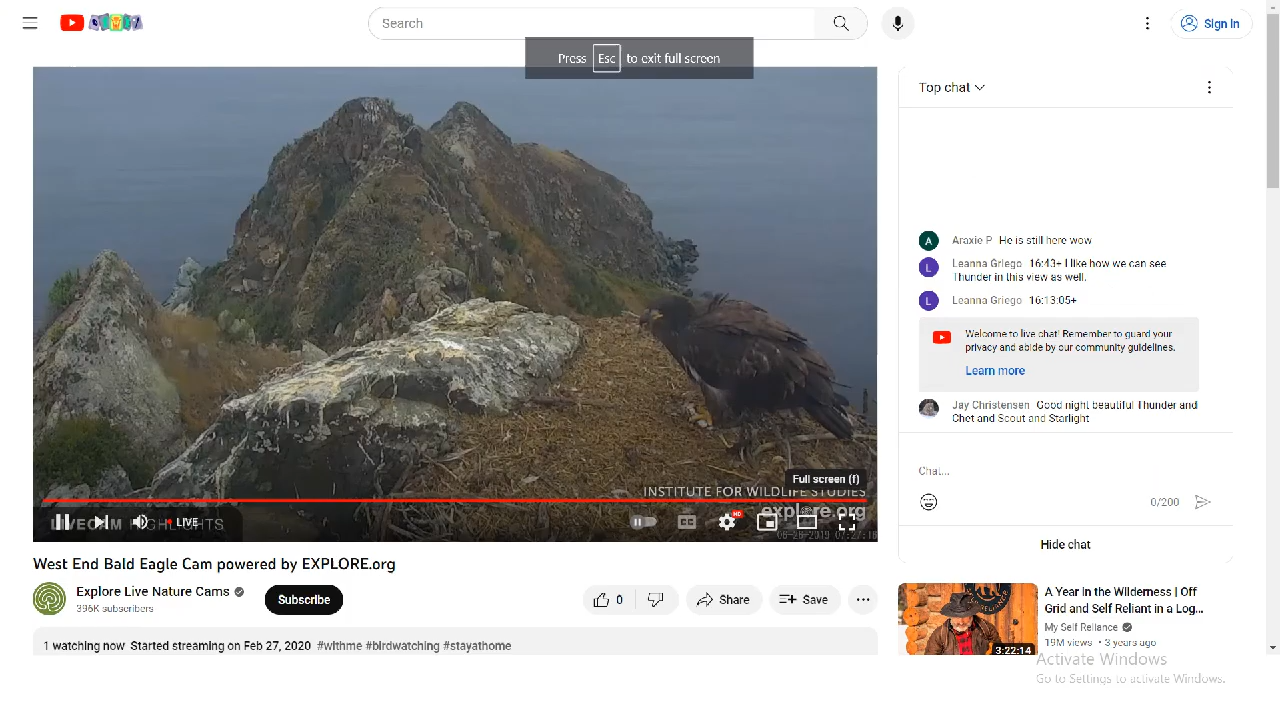 Search
Sign in
Press Esc to exit full screen
Top chat
Araxie P He is still here wow
Leanna Griego 16:43+ I like how we can see
Thunder in this view as well.
Leanna Griego 16:13:05+
Welcome to live chat! Remember to guard your
privacy and abide by our community guidelines.
Learn more
Jay Christensen Good night beautiful Thunder and
Chet and Scout and Starlight
Chat...
0/200
Hide chat
Full screen (f)
INSTITUTE FOR WILDLIFE STUDIES
explore.org
LIVECAM HIGHLIGHTS
LIVE
CC
HD
West End Bald Eagle Cam powered by EXPLORE.org
Explore Live Nature Cams
396K subscribers
Subscribe
0
Share
Save
1 watching now Started streaming on Feb 27, 2020 #withme #birdwatching #stayathome
A Year in the Wilderness | Off
Grid and Self Reliant in a Log...
My Self Reliance
19M views • 3 years ago
3:22:14
Activate Windows
Go to Settings to activate Windows.